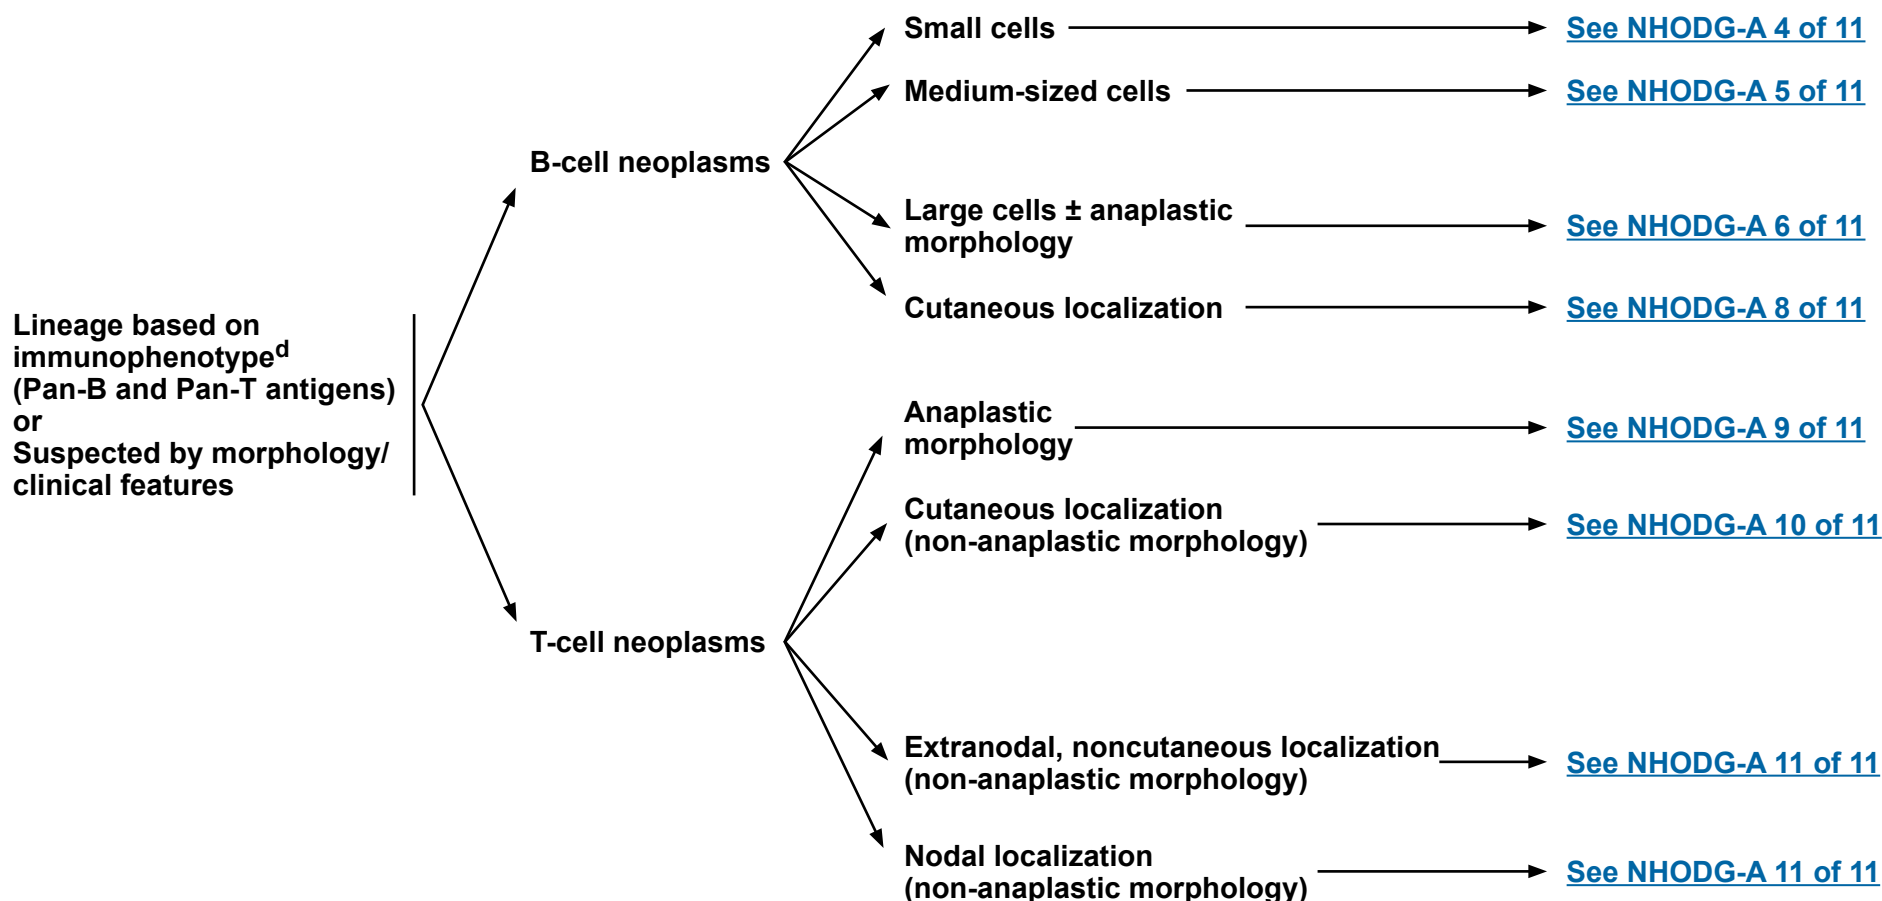 Lineage based on
immunophenotyped
(Pan-B and Pan-T antigens)
or
Suspected by morphology/
clinical features
B-cell neoplasms
Small cells
See NHODG-A 4 of 11
Medium-sized cells
See NHODG-A 5 of 11
Large cells ± anaplastic
morphology
See NHODG-A 6 of 11
Cutaneous localization
See NHODG-A 8 of 11
T-cell neoplasms
Anaplastic
morphology
See NHODG-A 9 of 11
Cutaneous localization
(non-anaplastic morphology)
See NHODG-A 10 of 11
Extranodal, noncutaneous localization
(non-anaplastic morphology)
See NHODG-A 11 of 11
Nodal localization
(non-anaplastic morphology)
See NHODG-A 11 of 11